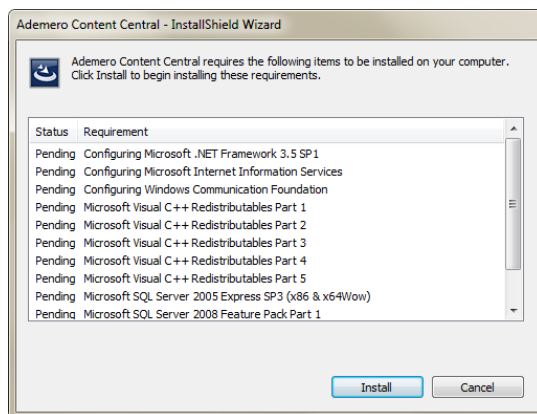 Ademero Content Central - InstallShield Wizard
Ademero Content Central requires the following items to be installed on your computer.
Click Install to begin installing these requirements.
Status Requirement
Pending Configuring Microsoft .NET Framework 3.5 SP1
Pending Configuring Microsoft Internet Information Services
Pending Configuring Windows Communication Foundation
Pending Microsoft Visual C++ Redistributables Part 1
Pending Microsoft Visual C++ Redistributables Part 2
Pending Microsoft Visual C++ Redistributables Part 3
Pending Microsoft Visual C++ Redistributables Part 4
Pending Microsoft Visual C++ Redistributables Part 5
Pending Microsoft SQL Server 2005 Express SP3 (x86 & x64Wow)
Pending Microsoft SQL Server 2008 Feature Pack Part 1
Install Cancel